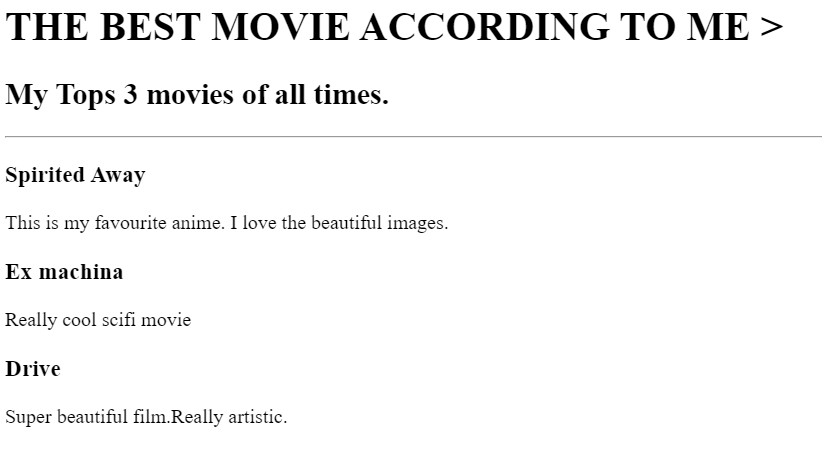 THE BEST MOVIE ACCORDING TO ME >
My Tops 3 movies of all times.
Spirited Away
This is my favourite anime. I love the beautiful images.
Ex machina
Really cool scifi movie
Drive
Super beautiful film.Really artistic.